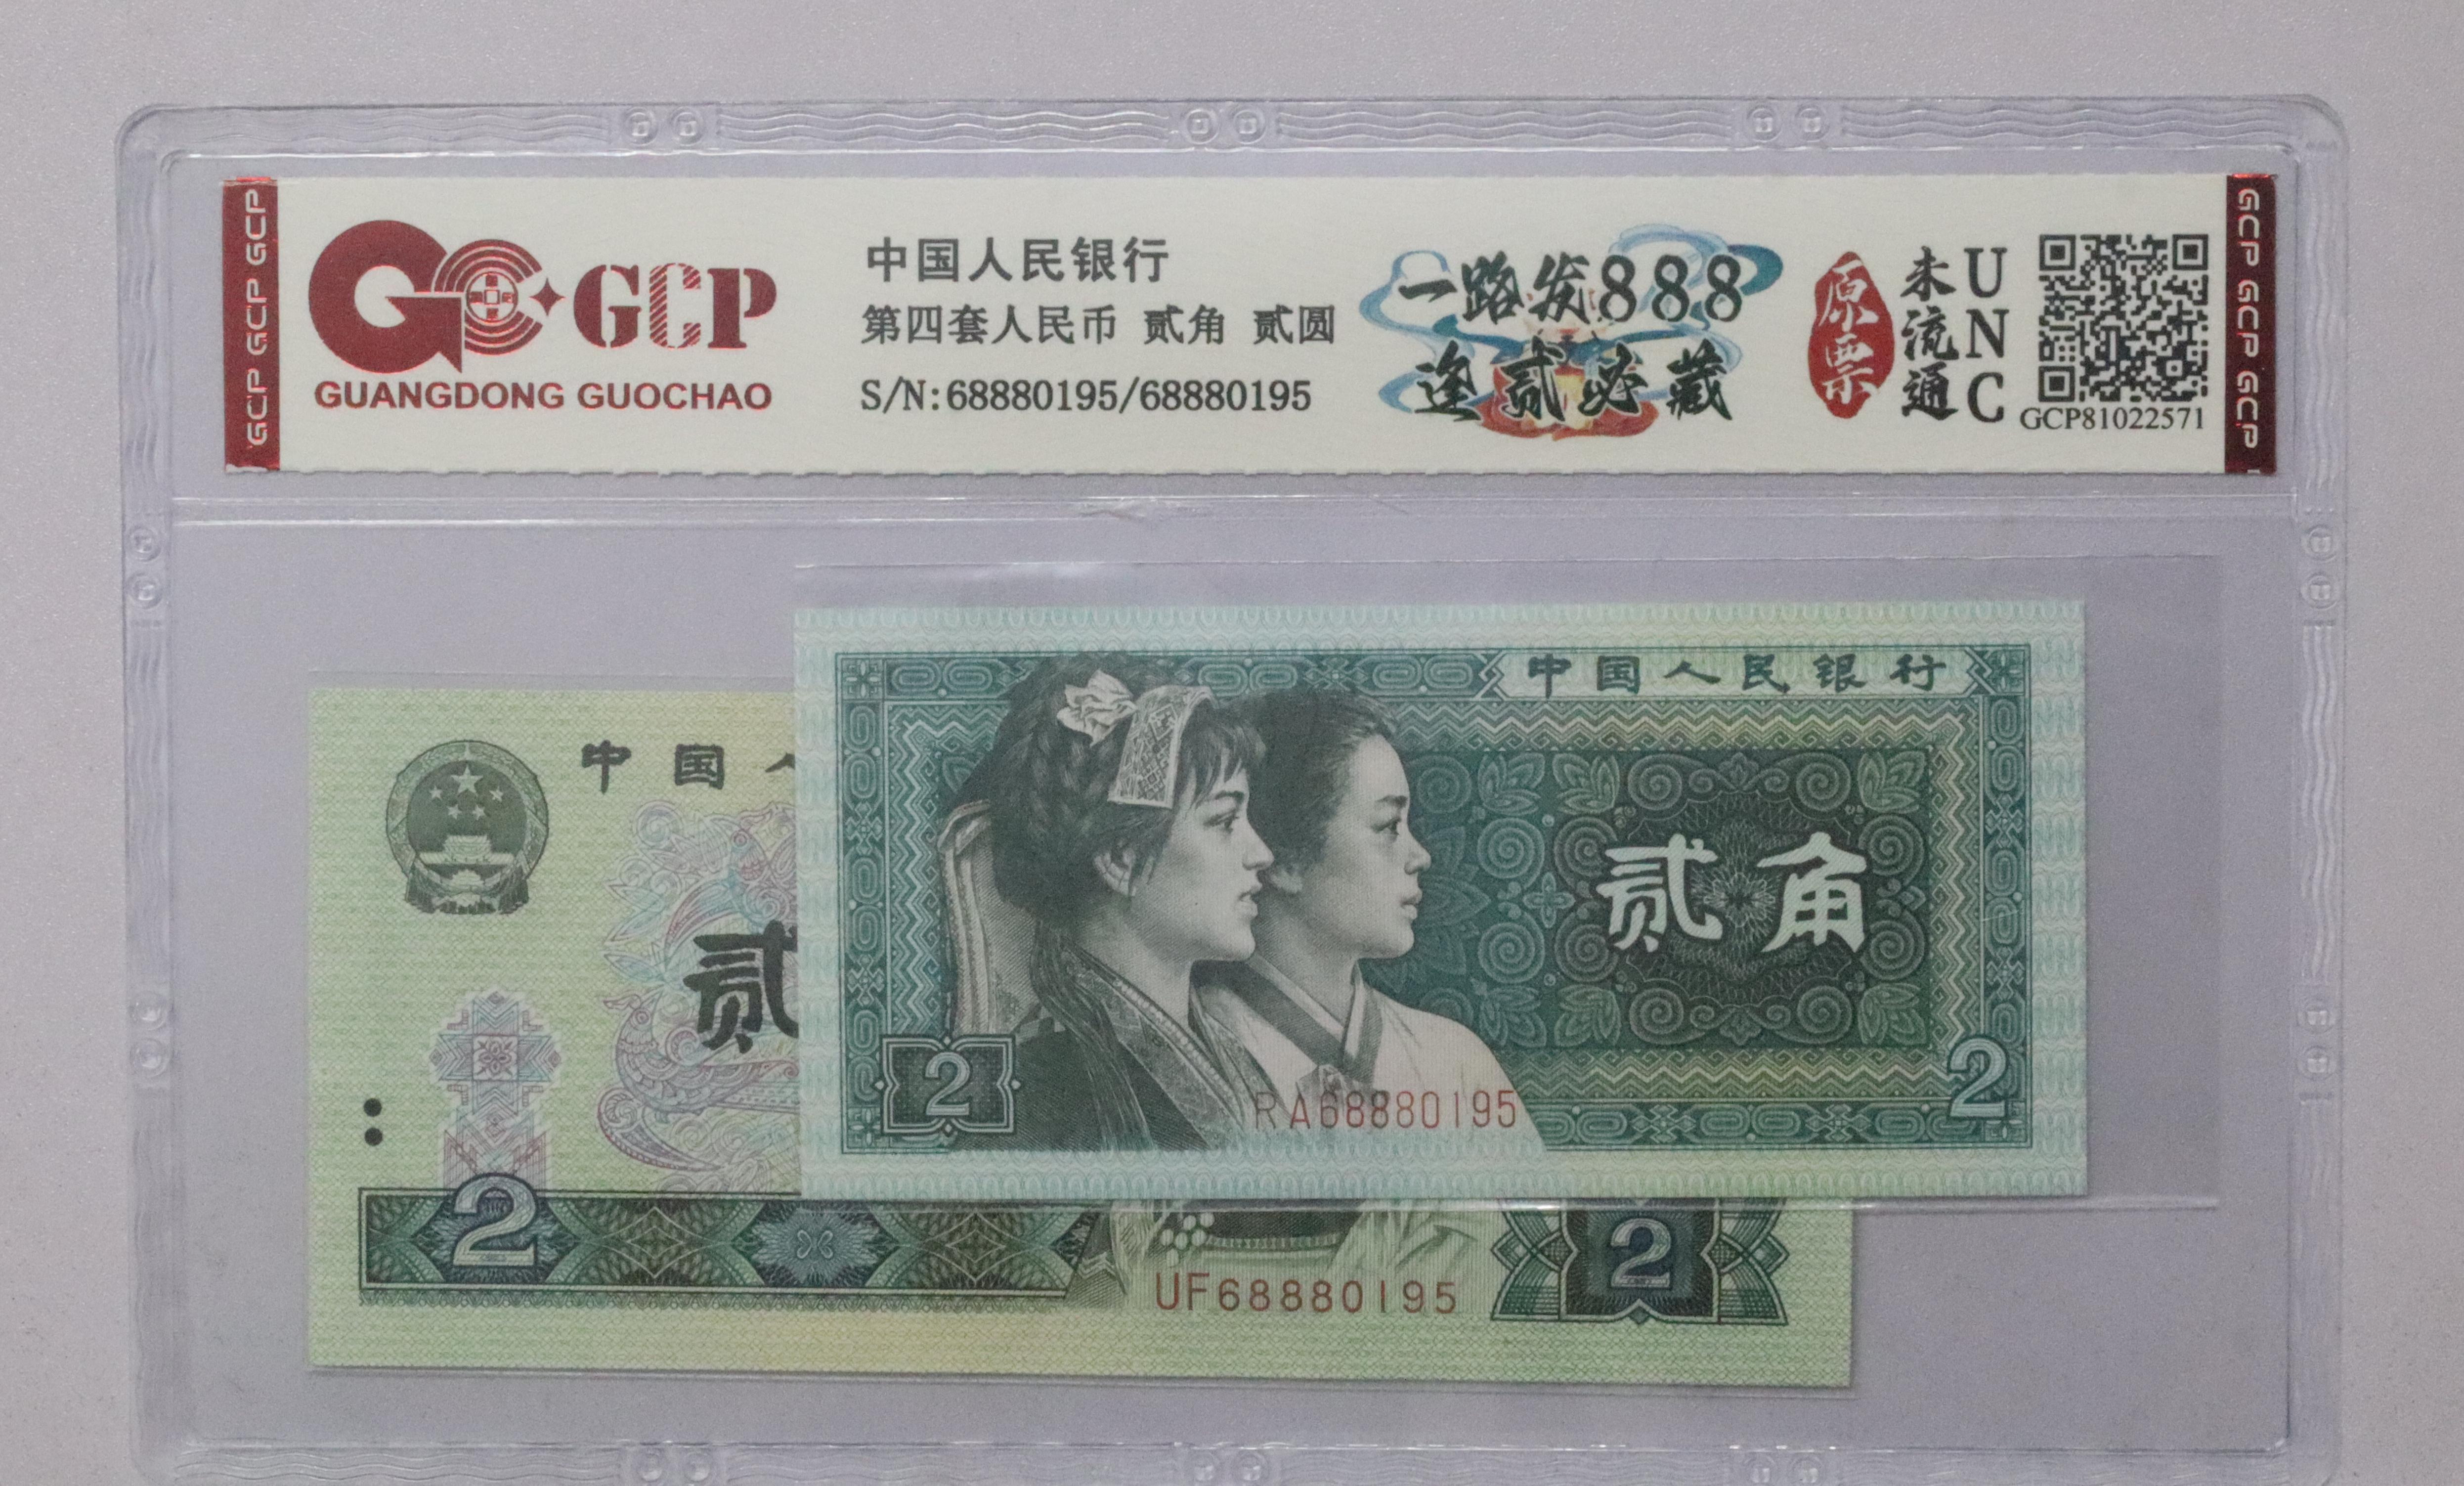 GCP GCP GCP
GCP
GUANGDONG GUOCHAO
中国人民银行
第四套人民币 贰角 贰圆
S/N:68880195/68880195
一路发888
逢贰必藏
原票
未流通
UNC
GCP81022571
GCP GCP GCP
中国人民银行
贰角
2
2
RA68880195
中国
贰
2
2
UF68880195